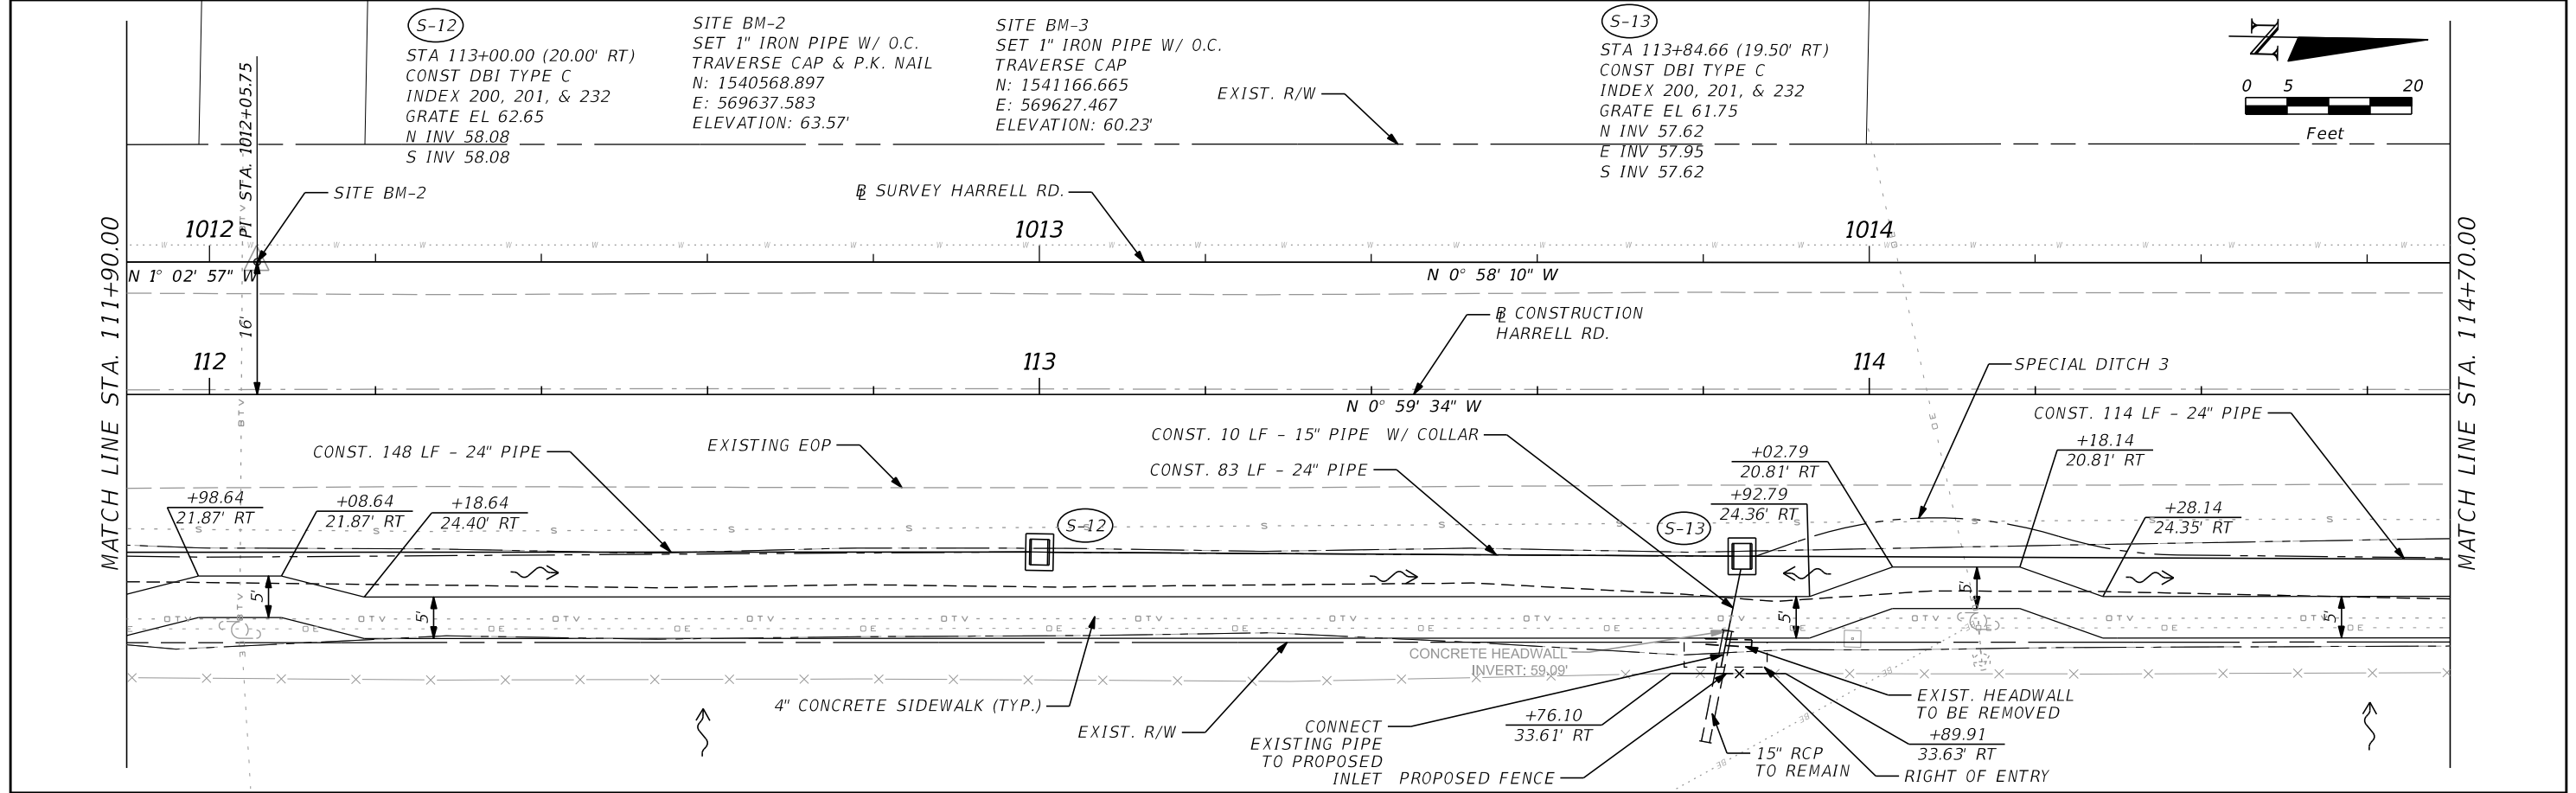 S-12
STA 113+00.00 (20.00' RT)
CONST DBI TYPE C
INDEX 200, 201, & 232
GRATE EL 62.65
N INV 58.08
S INV 58.08
SITE BM-2
SET 1" IRON PIPE W/ O.C.
TRAVERSE CAP & P.K. NAIL
N: 1540568.897
E: 569637.583
ELEVATION: 63.57'
SITE BM-3
SET 1" IRON PIPE W/ O.C.
TRAVERSE CAP
N: 1541166.665
E: 569627.467
ELEVATION: 60.23'
EXIST. R/W
S-13
STA 113+84.66 (19.50' RT)
CONST DBI TYPE C
INDEX 200, 201, & 232
GRATE EL 61.75
N INV 57.62
E INV 57.95
S INV 57.62
N
0 5 20
Feet
PI STA. 1012+05.75
SITE BM-2
BL SURVEY HARRELL RD.
1012
1013
1014
N 1° 02' 57" W
N 0° 58' 10" W
16'
BL CONSTRUCTION
HARRELL RD.
112
113
114
N 0° 59' 34" W
MATCH LINE STA. 111+90.00
MATCH LINE STA. 114+70.00
SPECIAL DITCH 3
CONST. 114 LF - 24" PIPE
CONST. 148 LF - 24" PIPE
EXISTING EOP
CONST. 10 LF - 15" PIPE W/ COLLAR
CONST. 83 LF - 24" PIPE
+02.79
20.81' RT
+18.14
20.81' RT
+98.64
21.87' RT
+08.64
21.87' RT
+18.64
24.40' RT
+92.79
24.36' RT
+28.14
24.35' RT
S-12
S-13
5'
5'
5'
5'
5'
CONCRETE HEADWALL
INVERT: 59.09'
4" CONCRETE SIDEWALK (TYP.)
EXIST. R/W
CONNECT
EXISTING PIPE
TO PROPOSED
INLET
PROPOSED FENCE
+76.10
33.61' RT
15" RCP
TO REMAIN
EXIST. HEADWALL
TO BE REMOVED
+89.91
33.63' RT
RIGHT OF ENTRY